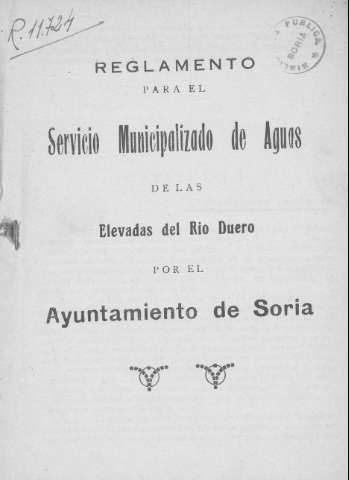 R. 11.724
PUBLICA
SORIA
REGLAMENTO
PARA EL
Servicio Municipalizado de Aguas
DE LAS
Elevadas del Rio Duero
POR EL
Ayuntamiento de Soria